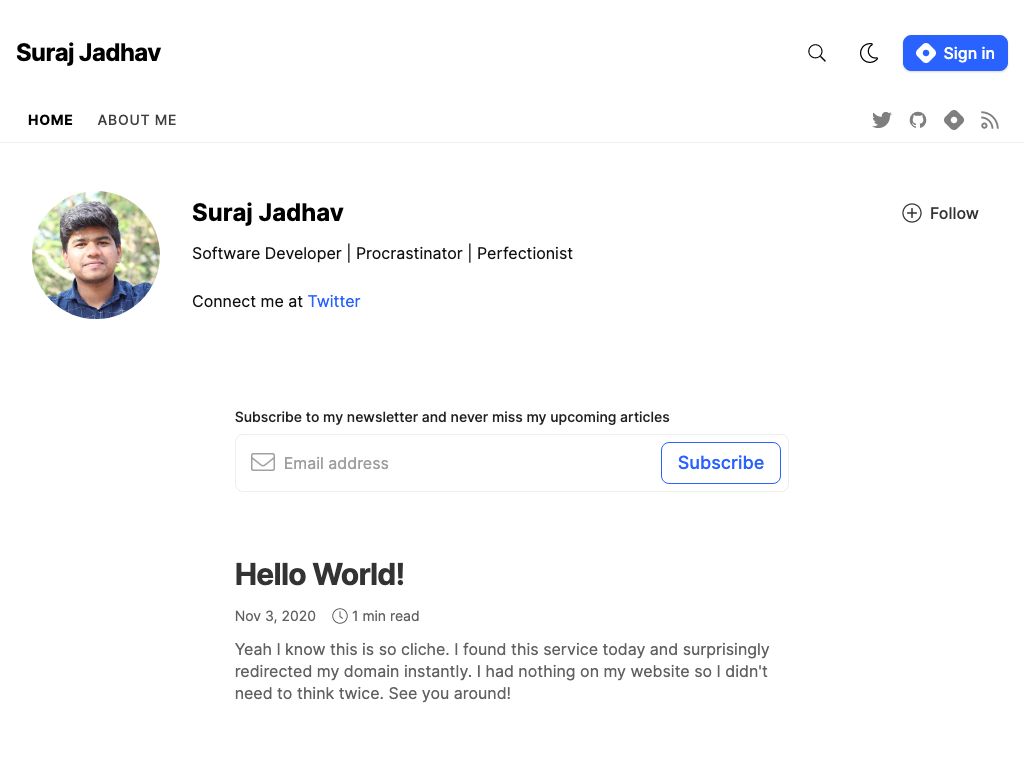 Suraj Jadhav
Sign in
HOME
ABOUT ME
Suraj Jadhav
Follow
Software Developer | Procrastinator | Perfectionist
Connect me at Twitter
Subscribe to my newsletter and never miss my upcoming articles
Email address
Subscribe
Hello World!
Nov 3, 2020
1 min read
Yeah I know this is so cliche. I found this service today and surprisingly
redirected my domain instantly. I had nothing on my website so I didn't
need to think twice. See you around!